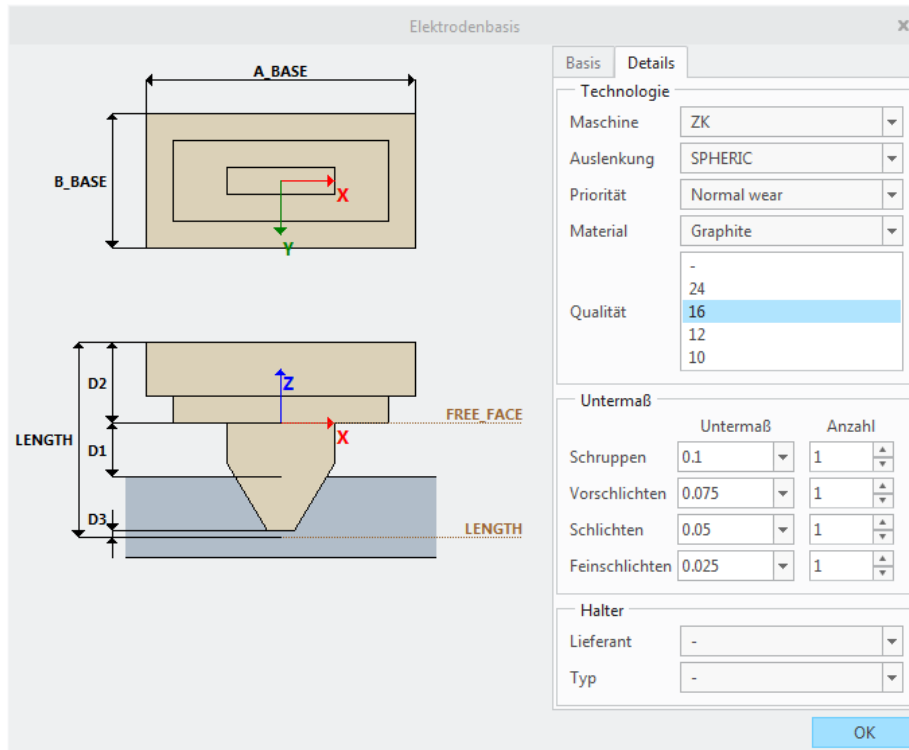 Elektrodenbasis
A_BASE
B_BASE
X
Y
D2
Z
FREE_FACE
X
LENGTH
D1
D3
LENGTH
Basis Details
Technologie
Maschine ZK
Auslenkung SPHERIC
Priorität Normal wear
Material Graphite
Qualität
-
24
16
12
10
Untermaß
Untermaß Anzahl
Schruppen 0.1 1
Vorschlichten 0.075 1
Schlichten 0.05 1
Feinschlichten 0.025 1
Halter
Lieferant -
Typ -
OK